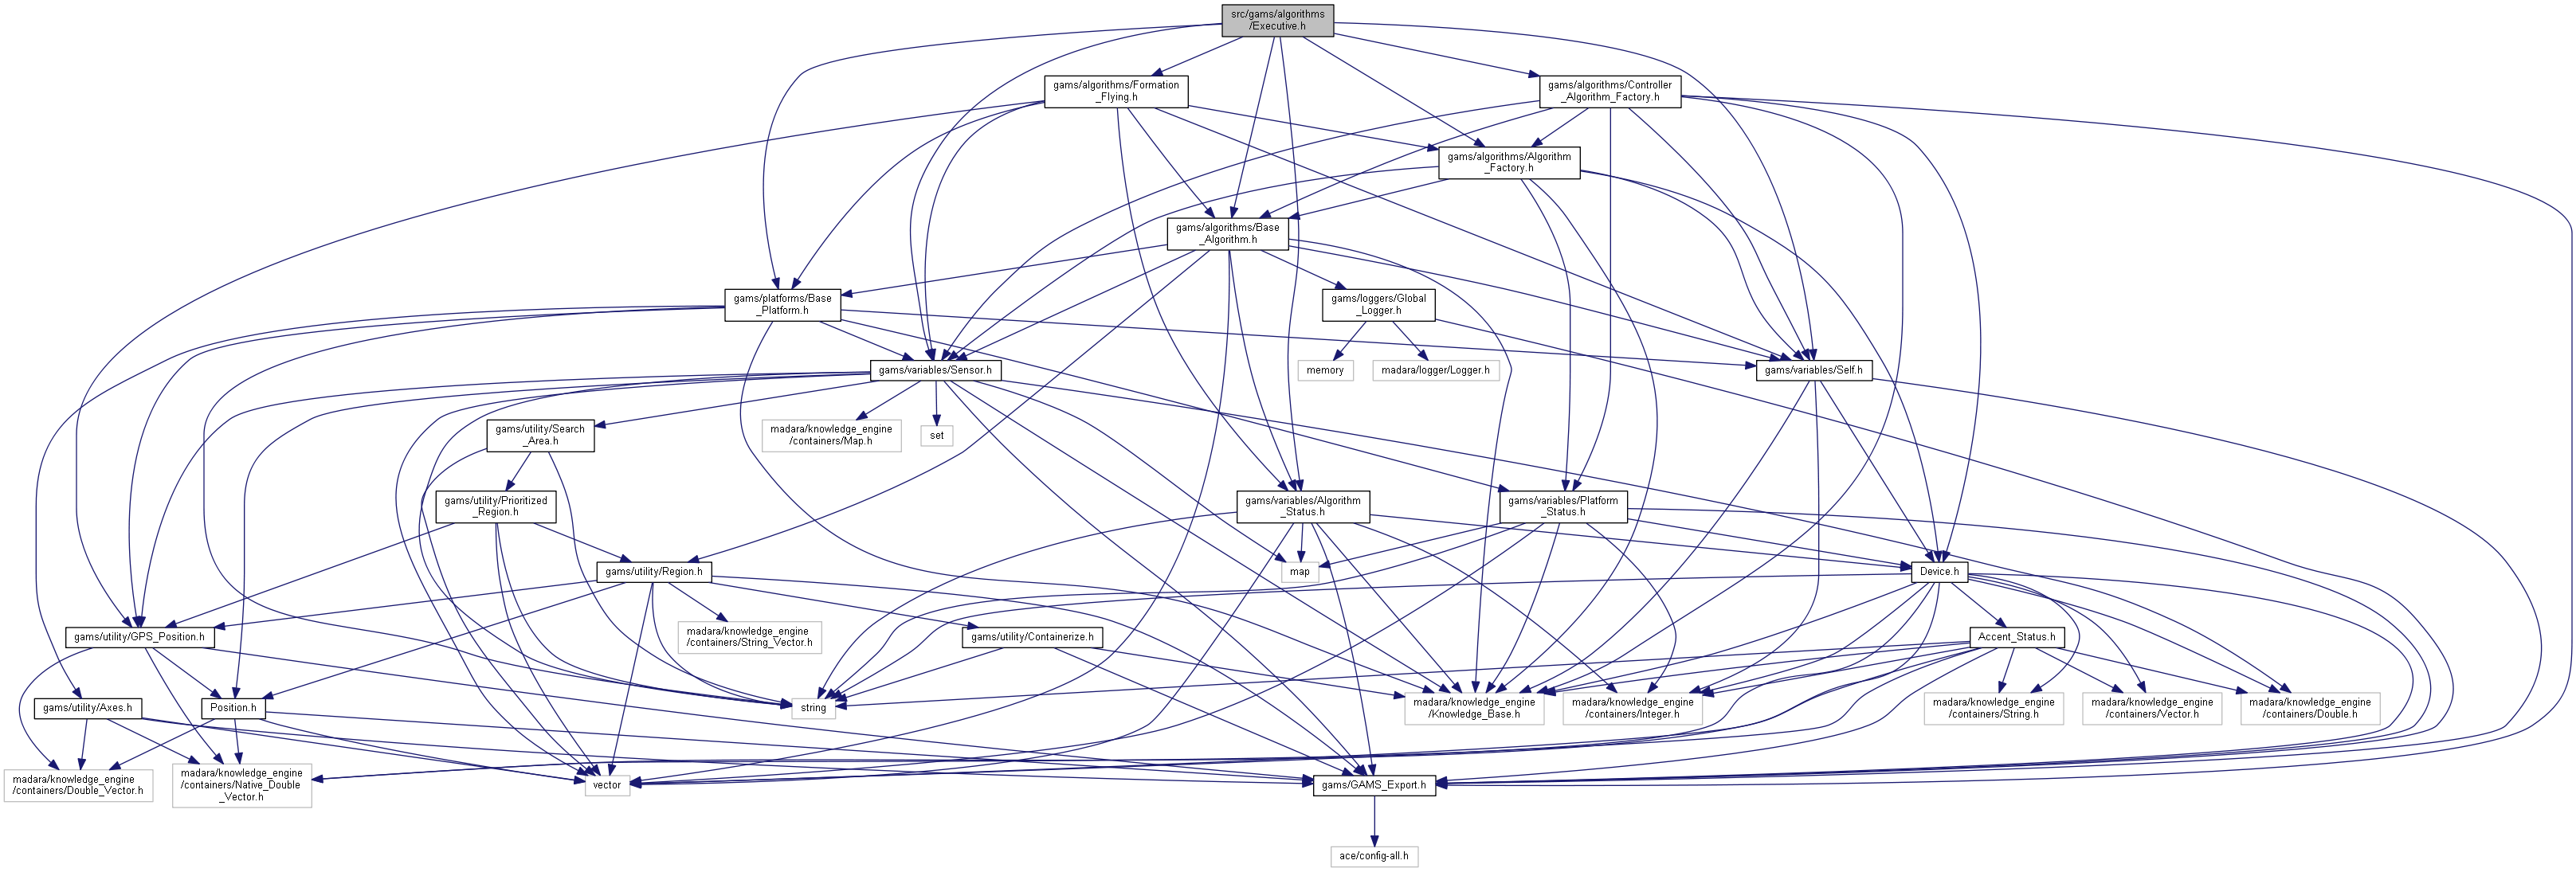 src/gams/algorithms
/Executive.h
gams/algorithms/Formation
_Flying.h
gams/algorithms/Controller
_Algorithm_Factory.h
gams/algorithms/Algorithm
_Factory.h
gams/algorithms/Base
_Algorithm.h
gams/platforms/Base
_Platform.h
gams/loggers/Global
_Logger.h
gams/variables/Sensor.h
memory
madara/logger/Logger.h
gams/variables/Self.h
gams/utility/Search
_Area.h
madara/knowledge_engine
/containers/Map.h
set
gams/utility/Prioritized
_Region.h
gams/variables/Algorithm
_Status.h
gams/variables/Platform
_Status.h
gams/utility/Region.h
map
Device.h
gams/utility/GPS_Position.h
madara/knowledge_engine
/containers/String_Vector.h
gams/utility/Containerize.h
Accent_Status.h
gams/utility/Axes.h
Position.h
string
madara/knowledge_engine
/Knowledge_Base.h
madara/knowledge_engine
/containers/Integer.h
madara/knowledge_engine
/containers/String.h
madara/knowledge_engine
/containers/Vector.h
madara/knowledge_engine
/containers/Double.h
madara/knowledge_engine
/containers/Double_Vector.h
madara/knowledge_engine
/containers/Native_Double
_Vector.h
vector
gams/GAMS_Export.h
ace/config-all.h